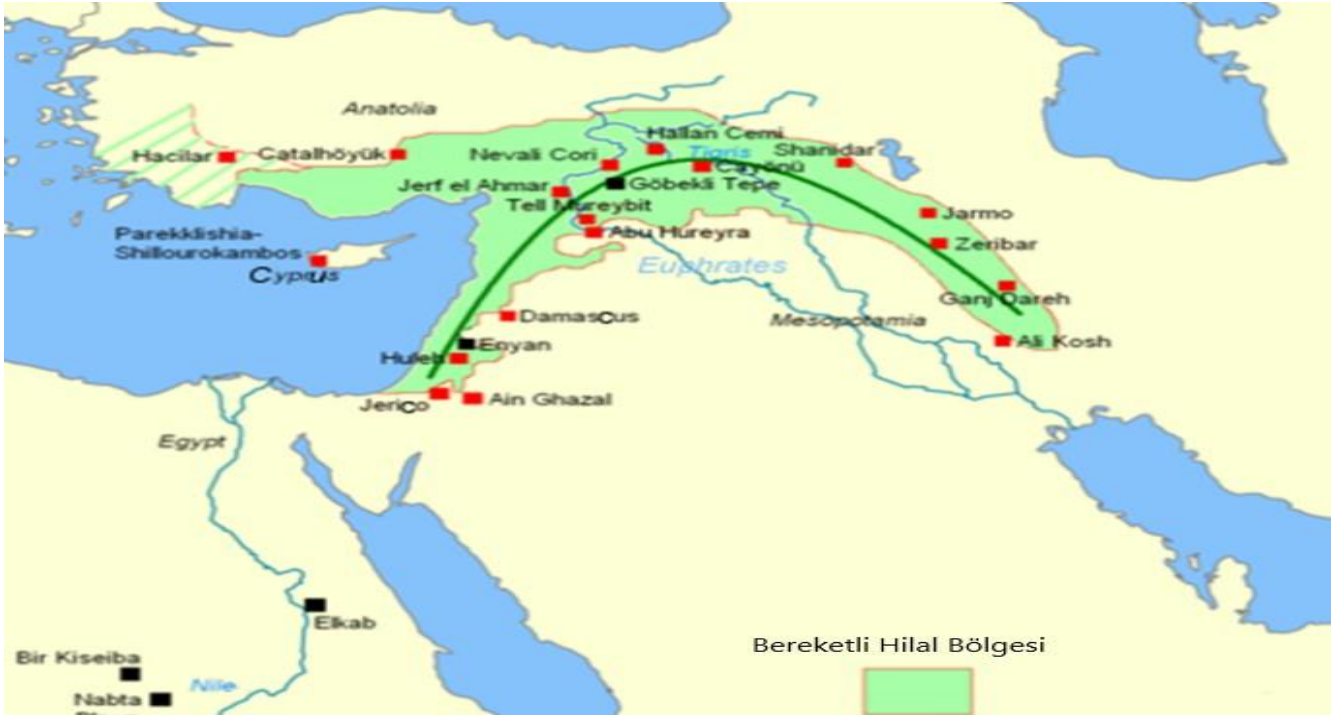 Anatolia
Hallan Cemi
Hacilar
Catalhöyük
Nevali Cori
Tigris
Shanidar
Cayönü
Jerf el Ahmar
Göbekli Tepe
Tell Mureybit
Jarmo
Parekklishia-
Shillourokambos
Abu Hureyra
Zeribar
Cyprus
Euphrates
Ganj Dareh
Damascus
Mesopotamia
Enyan
Ali Kosh
Huleh
Jerico
Ain Ghazal
Egypt
Elkab
Bereketli Hilal Bölgesi
Bir Kiseiba
Nile
Nabta